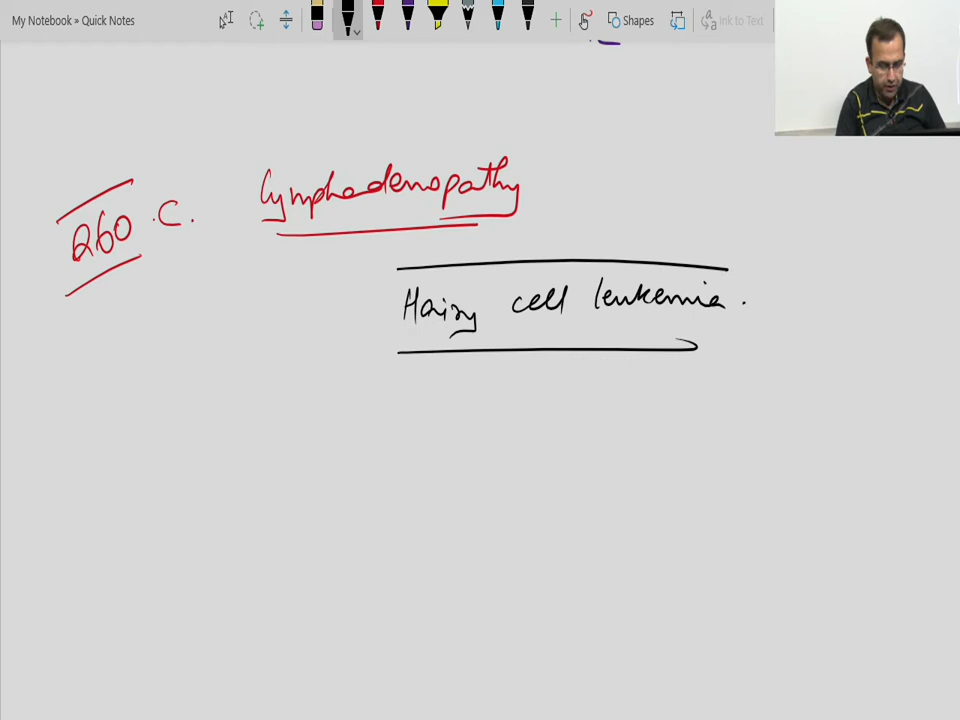 My Notebook » Quick Notes
Shapes
Ink to Text
260 .C. lymphadenopathy
Hairy cell leukemia.